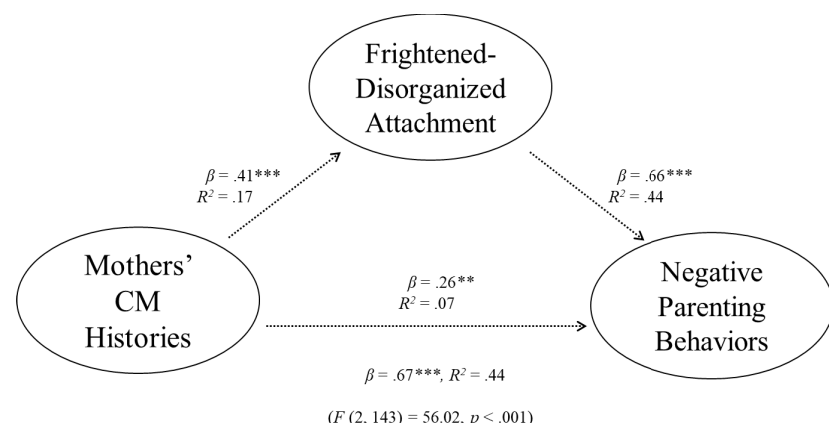 Frightened-
Disorganized
Attachment
β = .41***
R² = .17
β = .66***
R² = .44
Mothers’
CM
Histories
β = .26**
R² = .07
Negative
Parenting
Behaviors
β = .67***, R² = .44
(F (2, 143) = 56.02, p < .001)